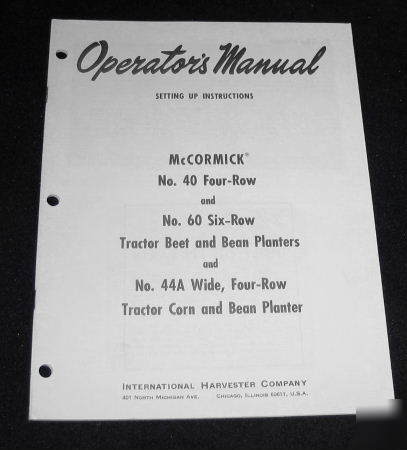 Operator's Manual
SETTING UP INSTRUCTIONS
McCORMICK®
No. 40 Four-Row
and
No. 60 Six-Row
Tractor Beet and Bean Planters
and
No. 44A Wide, Four-Row
Tractor Corn and Bean Planter
INTERNATIONAL HARVESTER COMPANY
401 NORTH MICHIGAN AVE. CHICAGO, ILLINOIS 60611, U.S.A.